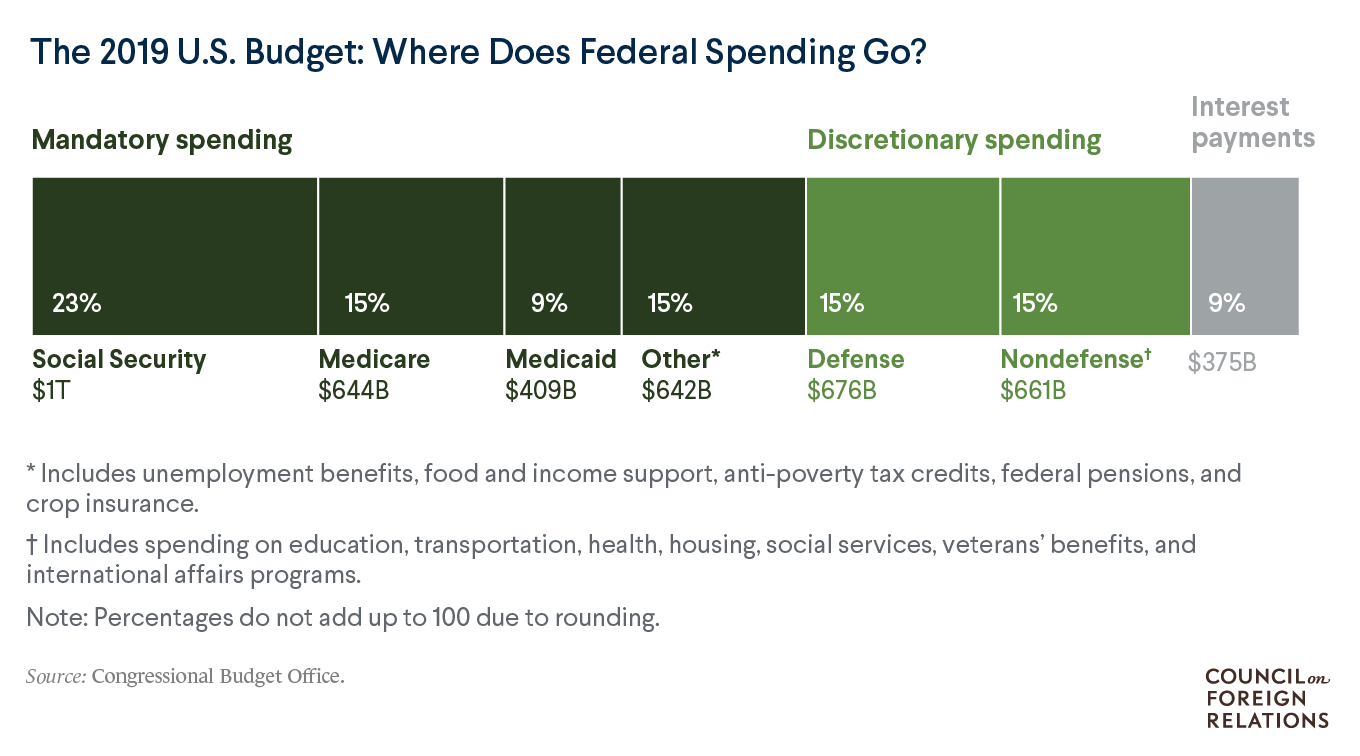 The 2019 U.S. Budget: Where Does Federal Spending Go?
Mandatory spending
Discretionary spending
Interest
payments
23%
15%
9%
15%
15%
15%
9%
Social Security
$1T
Medicare
$644B
Medicaid
$409B
Other*
$642B
Defense
$676B
Nondefense†
$661B
$375B
* Includes unemployment benefits, food and income support, anti-poverty tax credits, federal pensions, and
crop insurance.
† Includes spending on education, transportation, health, housing, social services, veterans’ benefits, and
international affairs programs.
Note: Percentages do not add up to 100 due to rounding.
Source: Congressional Budget Office.
COUNCIL on
FOREIGN
RELATIONS